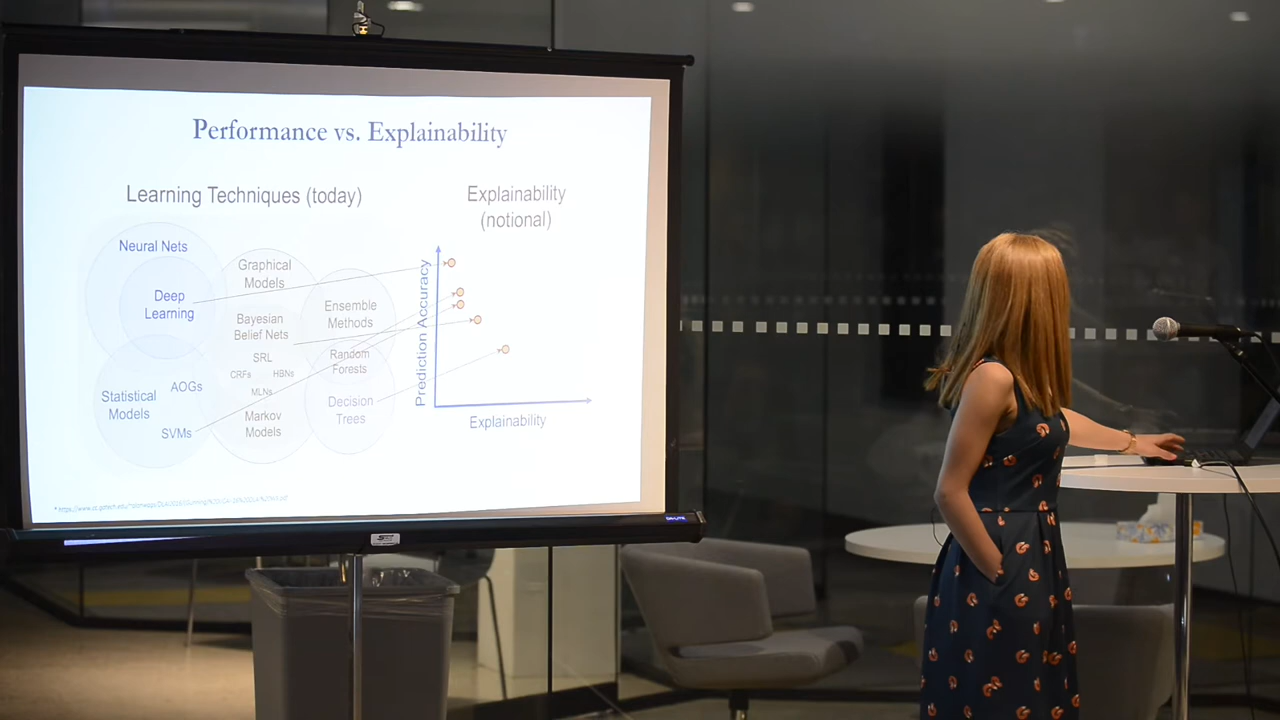 Performance vs. Explainability
Learning Techniques (today)
Explainability
(notional)
Neural Nets
Graphical
Models
Deep
Learning
Ensemble
Methods
Bayesian
Belief Nets
SRL
Random
Forests
CRFs
HBNs
AOGs
MLNs
Statistical
Models
Decision
Trees
SVMs
Markov
Models
Prediction Accuracy
Explainability